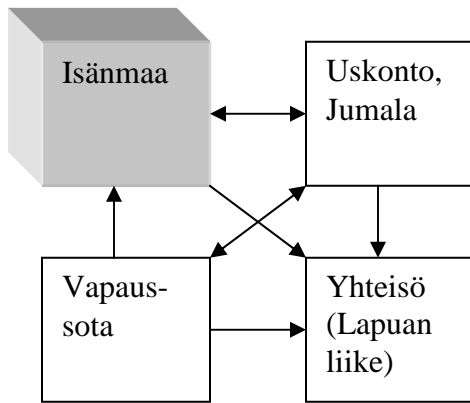 Isänmaa
Uskonto,
Jumala
Vapaus-
sota
Yhteisö
(Lapuan
liike)